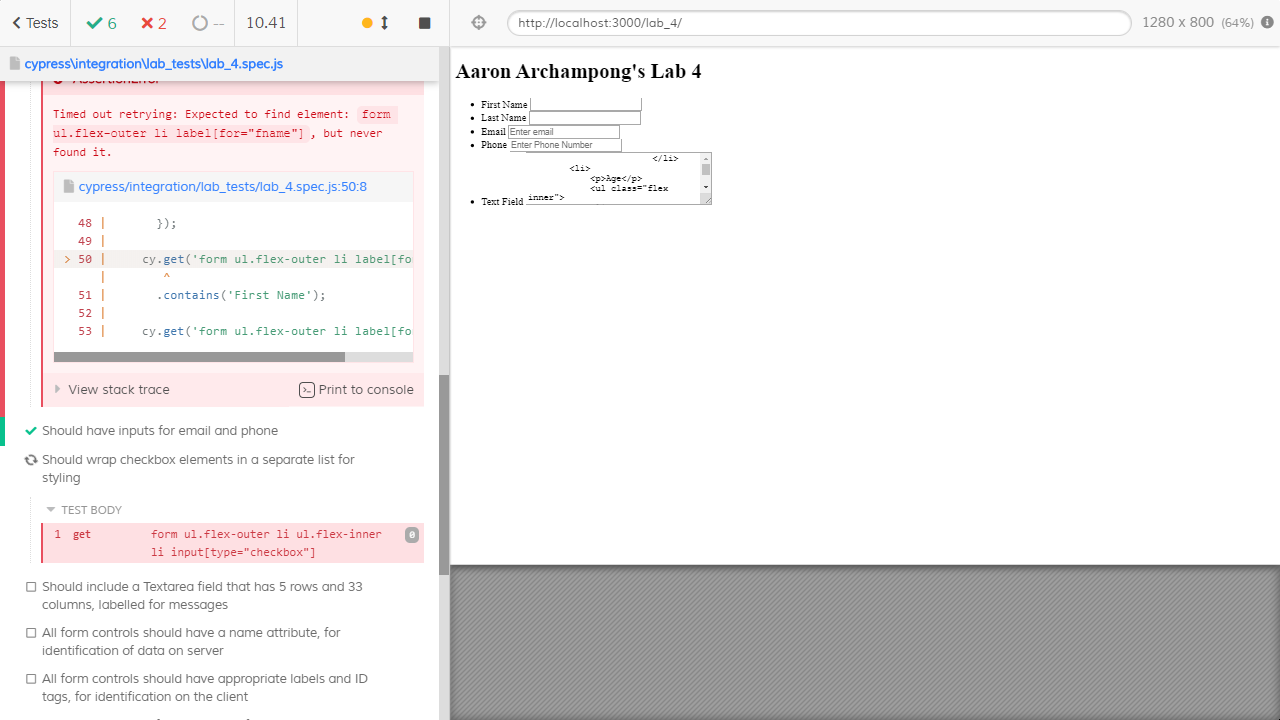 Tests 6 2 -- 10.41
http://localhost:3000/lab_4/ 1280 x 800 (64%)
cypress\integration\lab_tests\lab_4.spec.js
AssertionError
Timed out retrying: Expected to find element: form
ul.flex-outer li label[for="fname"], but never
found it.
cypress/integration/lab_tests/lab_4.spec.js:50:8
48 | });
49 |
> 50 | cy.get('form ul.flex-outer li label[fo
| ^
51 | .contains('First Name');
52 |
53 | cy.get('form ul.flex-outer li label[fo
View stack trace Print to console
Should have inputs for email and phone
Should wrap checkbox elements in a separate list for
styling
TEST BODY
1 get form ul.flex-outer li ul.flex-inner 0
li input[type="checkbox"]
Should include a Textarea field that has 5 rows and 33
columns, labelled for messages
All form controls should have a name attribute, for
identification of data on server
All form controls should have appropriate labels and ID
tags, for identification on the client
Aaron Archampong's Lab 4
First Name
Last Name
Email Enter email
Phone Enter Phone Number
</li>
<li>
<p>Age</p>
<ul class="flex
inner">
Text Field